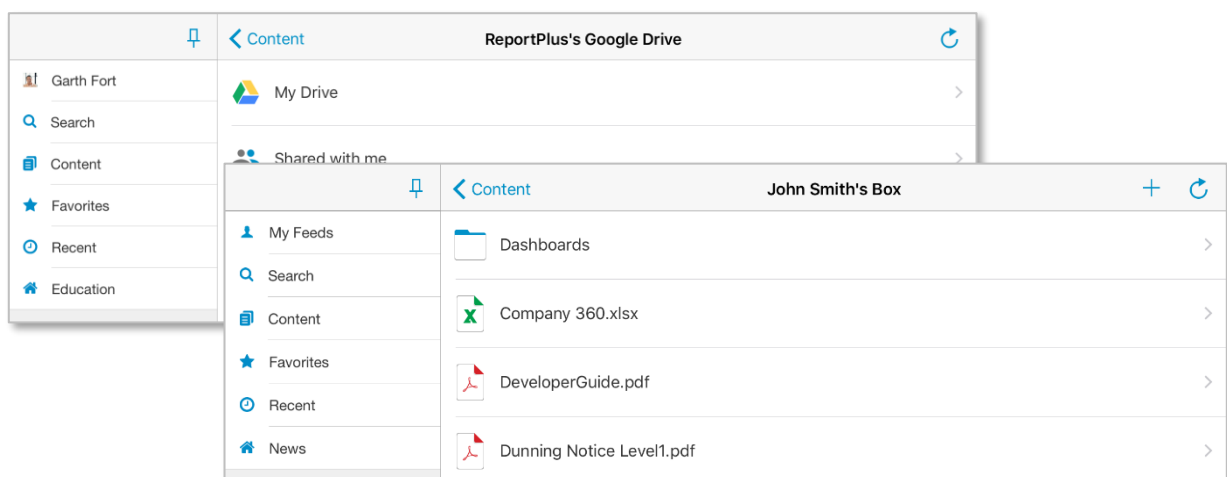 Content
ReportPlus's Google Drive
Garth Fort
Search
Content
Favorites
Recent
Education
My Drive
Shared with me
Content
John Smith's Box
My Feeds
Search
Content
Favorites
Recent
News
Dashboards
Company 360.xlsx
DeveloperGuide.pdf
Dunning Notice Level1.pdf